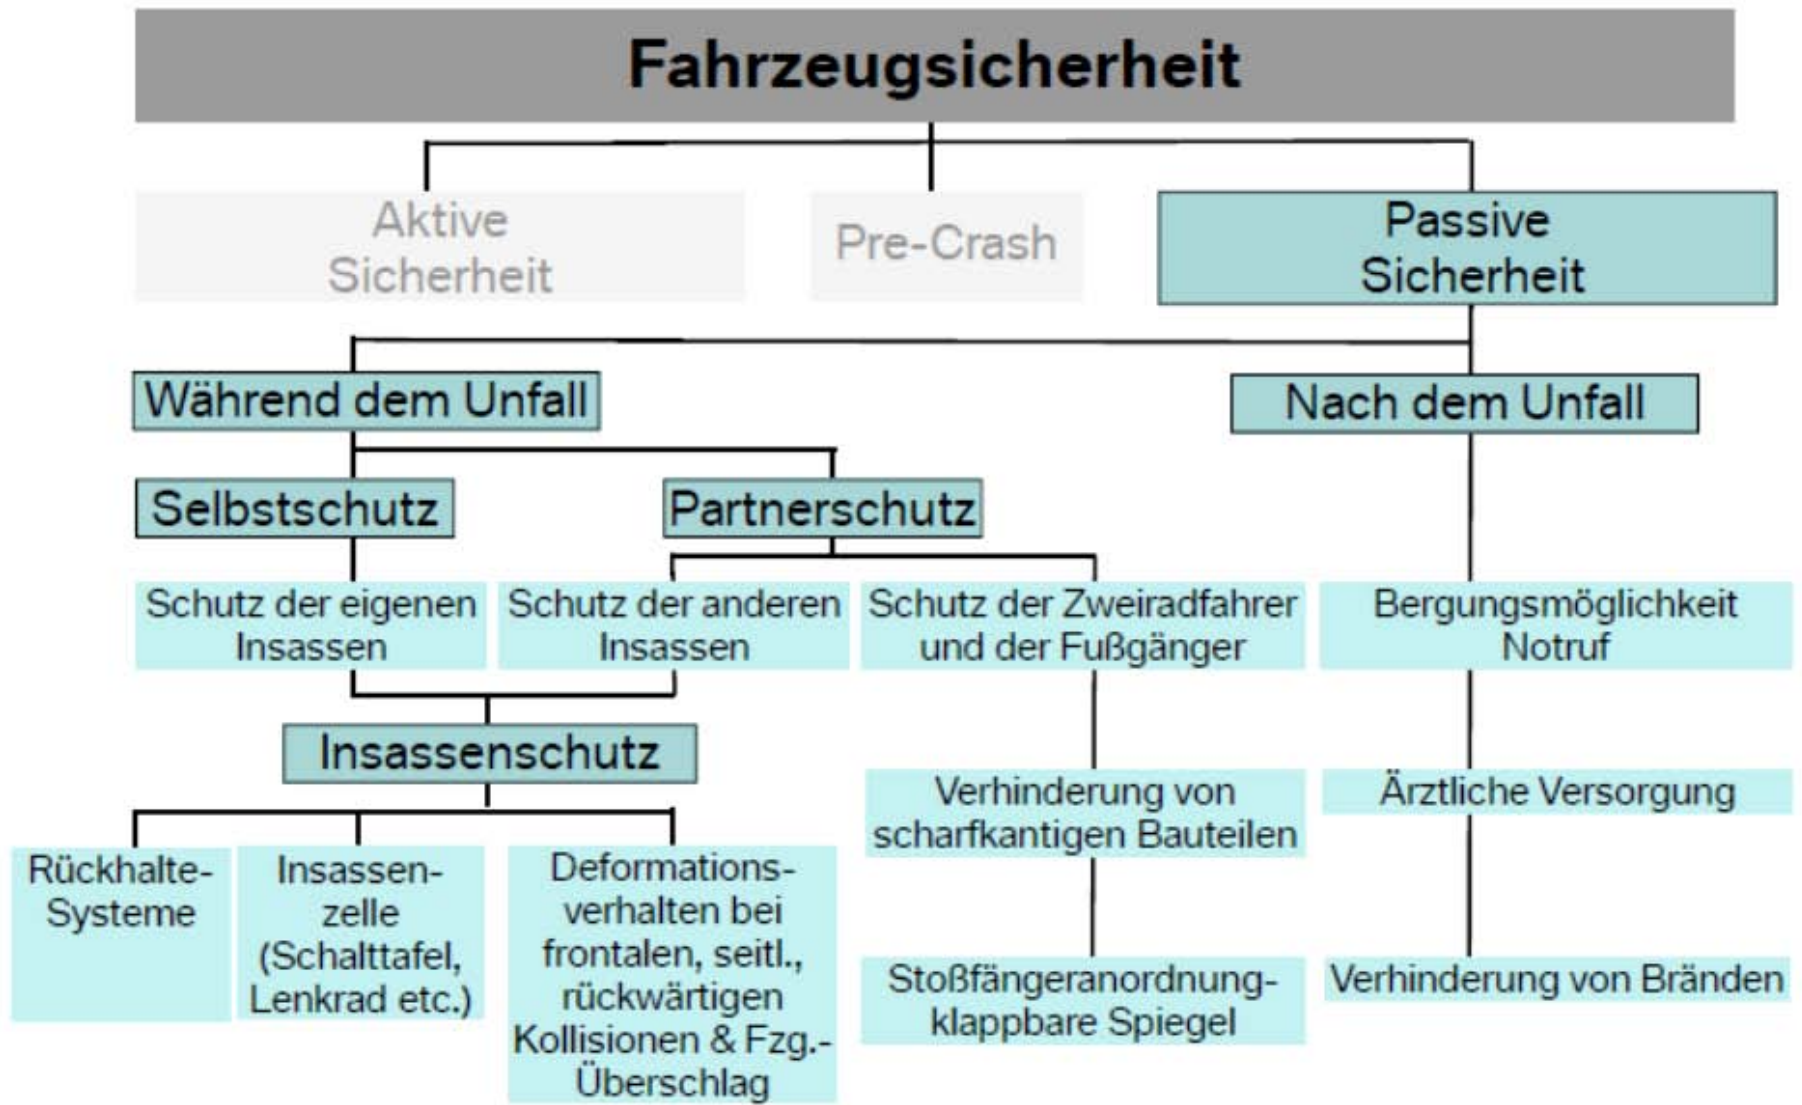 Fahrzeugsicherheit
Aktive
Sicherheit
Pre-Crash
Passive
Sicherheit
Während dem Unfall
Nach dem Unfall
Selbstschutz
Partnerschutz
Schutz der eigenen
Insassen
Schutz der anderen
Insassen
Schutz der Zweiradfahrer
und der Fußgänger
Bergungsmöglichkeit
Notruf
Insassenschutz
Verhinderung von
scharfkantigen Bauteilen
Ärztliche Versorgung
Rückhalte-
Systeme
Insassen-
zelle
(Schalttafel,
Lenkrad etc.)
Deformations-
verhalten bei
frontalen, seitl.,
rückwärtigen
Kollisionen & Fzg.-
Überschlag
Stoßfängeranordnung-
klappbare Spiegel
Verhinderung von Bränden